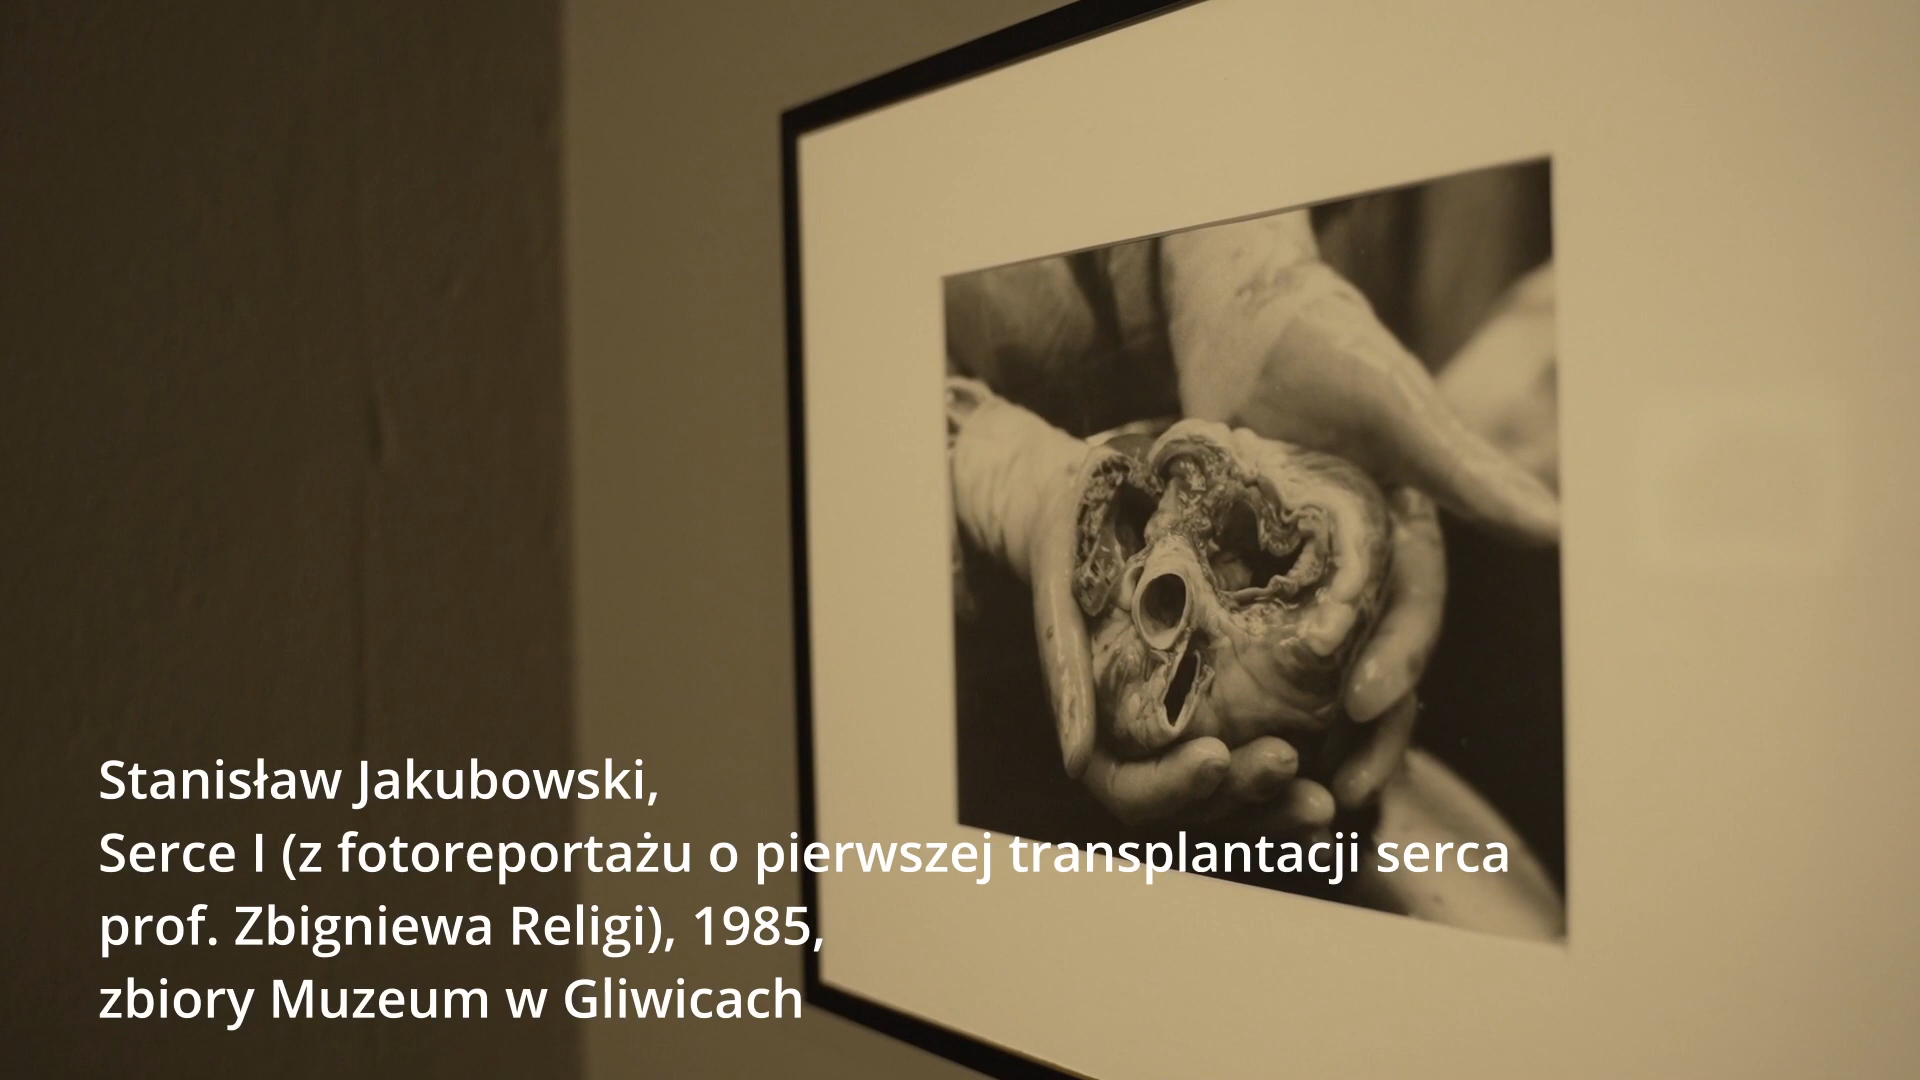 Stanisław Jakubowski,
Serce I (z fotoreportażu o pierwszej transplantacji serca
prof. Zbigniewa Religi), 1985,
zbiory Muzeum w Gliwicach